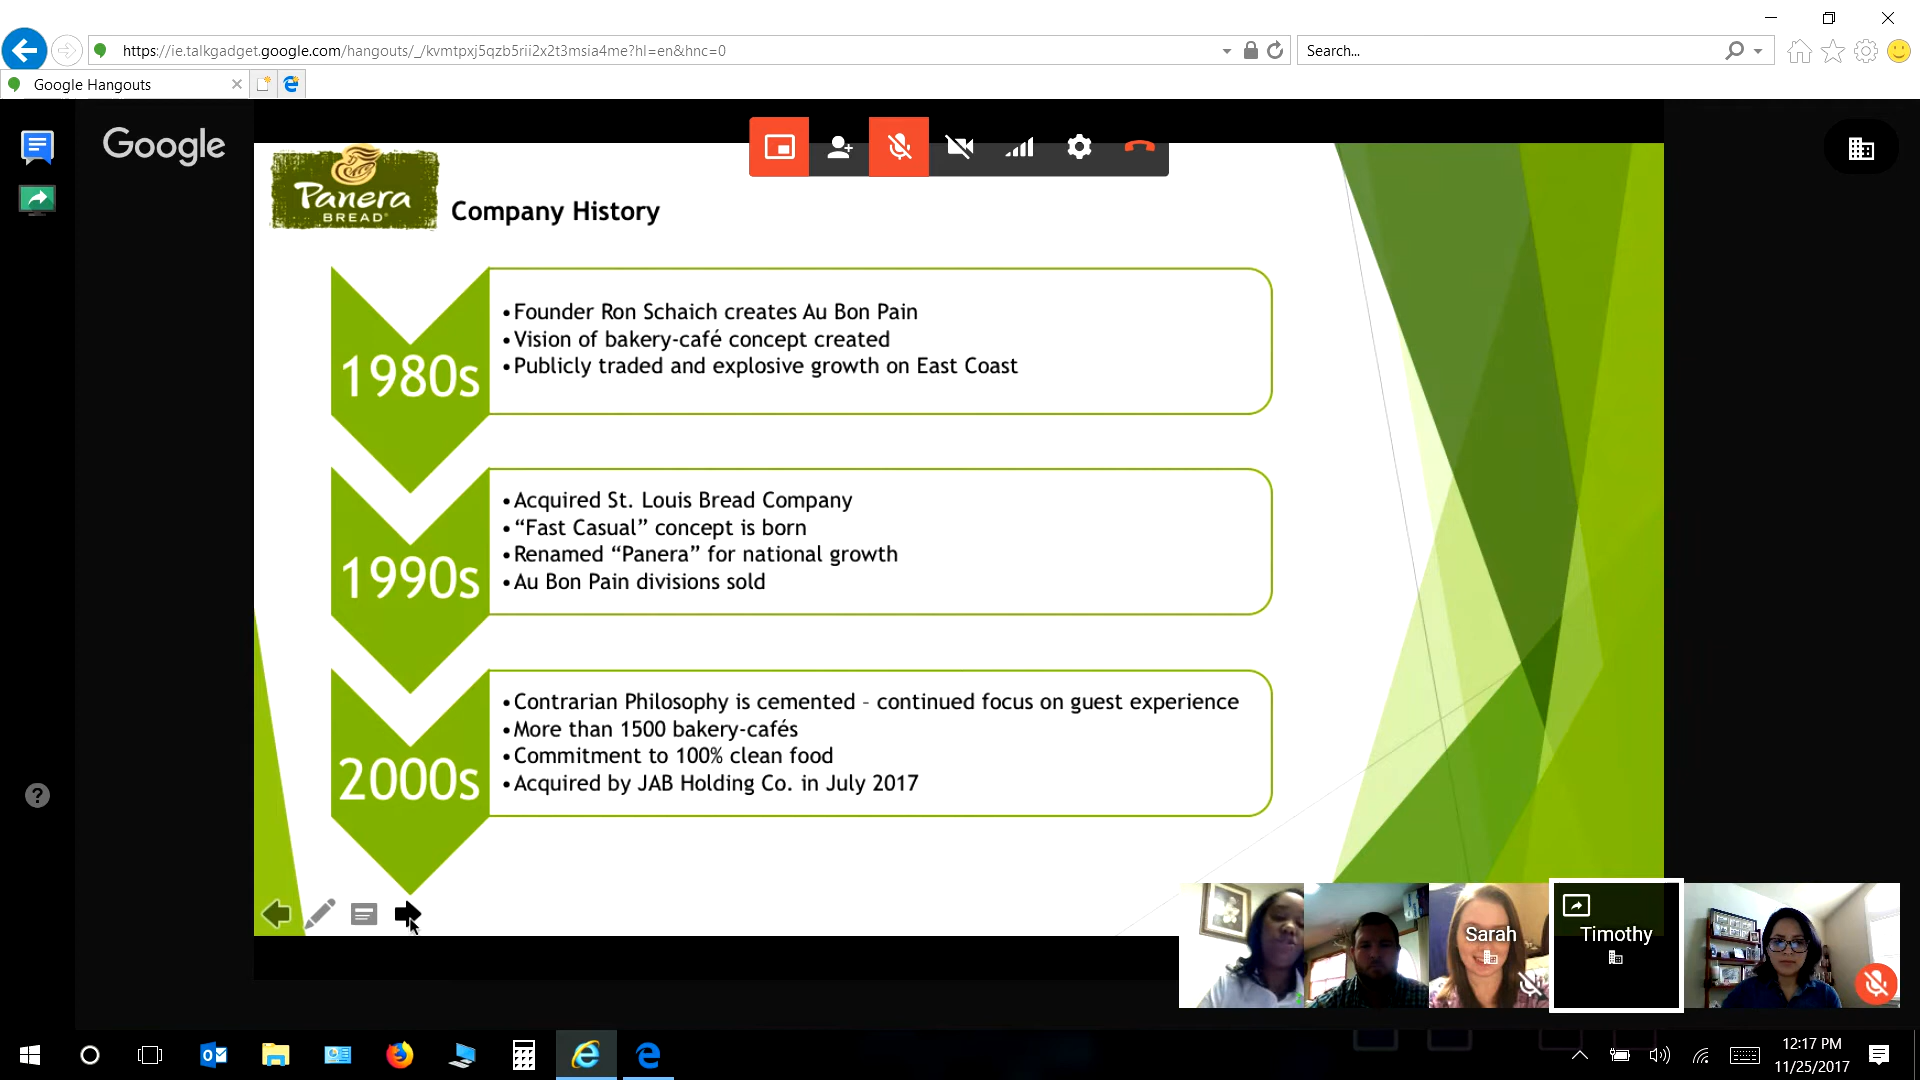 https://ie.talkgadget.google.com/hangouts/_/kvmtpxj5qzb5rii2x2t3msia4me?hl=en&hnc=0
Search...
Google Hangouts
Google
Panera
BREAD®
Company History
1980s
•Founder Ron Schaich creates Au Bon Pain
•Vision of bakery-café concept created
•Publicly traded and explosive growth on East Coast
1990s
•Acquired St. Louis Bread Company
•“Fast Casual” concept is born
•Renamed “Panera” for national growth
•Au Bon Pain divisions sold
2000s
•Contrarian Philosophy is cemented – continued focus on guest experience
•More than 1500 bakery-cafés
•Commitment to 100% clean food
•Acquired by JAB Holding Co. in July 2017
Sarah
Timothy
12:17 PM
11/25/2017